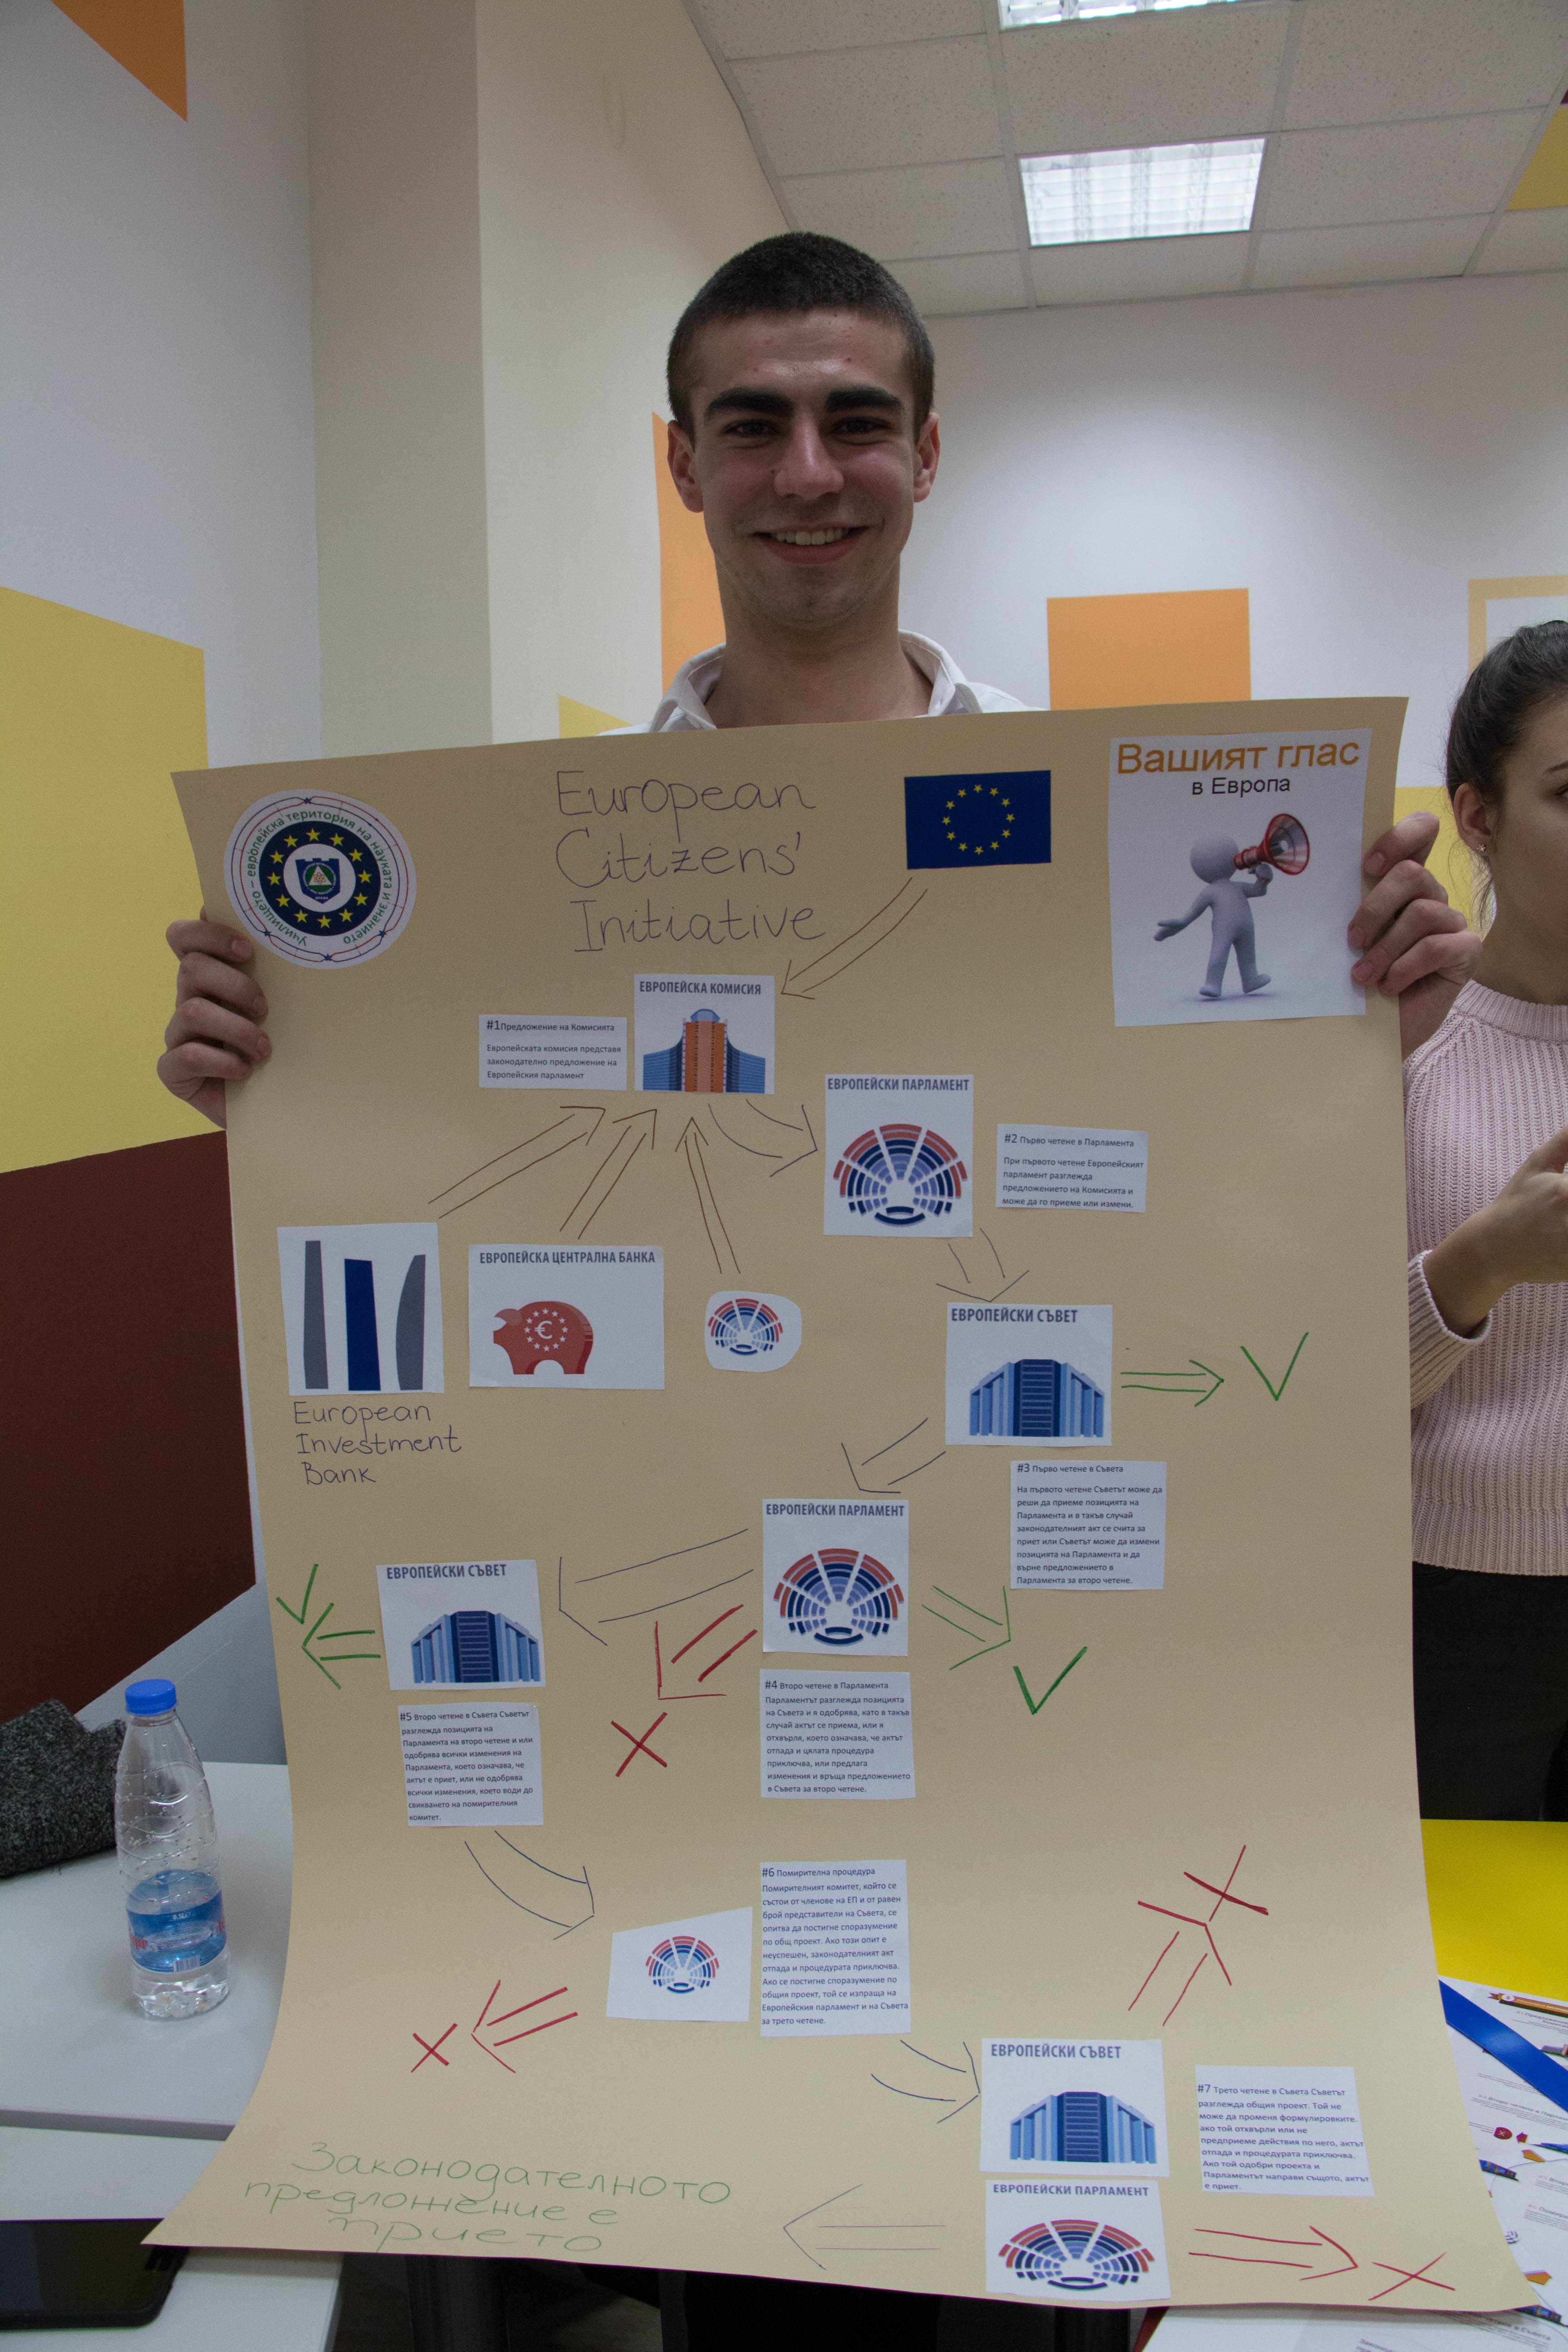 Училището – европейска територия на науката и знанието
European
Citizens'
Initiative
Вашият глас
в Европа
ЕВРОПЕЙСКА КОМИСИЯ
#1Предложение на Комисията
Европейската комисия представя
законодателно предложение на
Европейския парламент
ЕВРОПЕЙСКИ ПАРЛАМЕНТ
#2 Първо четене в Парламента
При първото четене Европейският
парламент разглежда
предложението на Комисията и
може да го приеме или измени.
European
Investment
Bank
ЕВРОПЕЙСКА ЦЕНТРАЛНА БАНКА
€
ЕВРОПЕЙСКИ СЪВЕТ
#3 Първо четене в Съвета
На първото четене Съветът може да
реши да приеме позицията на
Парламента и в такъв случай
законодателният акт се счита за
приет или Съветът може да измени
позицията на Парламента и да
върне предложението в
Парламента за второ четене.
ЕВРОПЕЙСКИ ПАРЛАМЕНТ
#4 Второ четене в Парламента
Парламентът разглежда позицията
на Съвета и я одобрява, като в такъв
случай актът се приема, или я
отхвърля, което означава, че актът
отпада и цялата процедура
приключва, или предлага
изменения и връща предложението
в Съвета за второ четене.
ЕВРОПЕЙСКИ СЪВЕТ
#5 Второ четене в Съвета Съветът
разглежда позицията на
Парламента на второ четене и или
одобрява всички изменения на
Парламента, което означава, че
актът е приет, или не одобрява
всички изменения, което води до
свикването на помирителния
комитет.
#6 Помирителна процедура
Помирителният комитет, който се
състои от членове на ЕП и от равен
брой представители на Съвета, се
опитва да постигне споразумение
по общ проект. Ако този опит е
неуспешен, законодателният акт
отпада и процедурата приключва.
Ако се постигне споразумение по
общия проект, той се изпраща на
Европейския парламент и на Съвета
за трето четене.
ЕВРОПЕЙСКИ СЪВЕТ
#7 Трето четене в Съвета Съветът
разглежда общия проект. Той не
може да променя формулировките.
ако той отхвърли или не
предприеме действия по него, актът
отпада и процедурата приключва.
Ако той одобри проекта и
Парламентът направи същото, актът
е приет.
ЕВРОПЕЙСКИ ПАРЛАМЕНТ
Законодателното
предложение е
прието